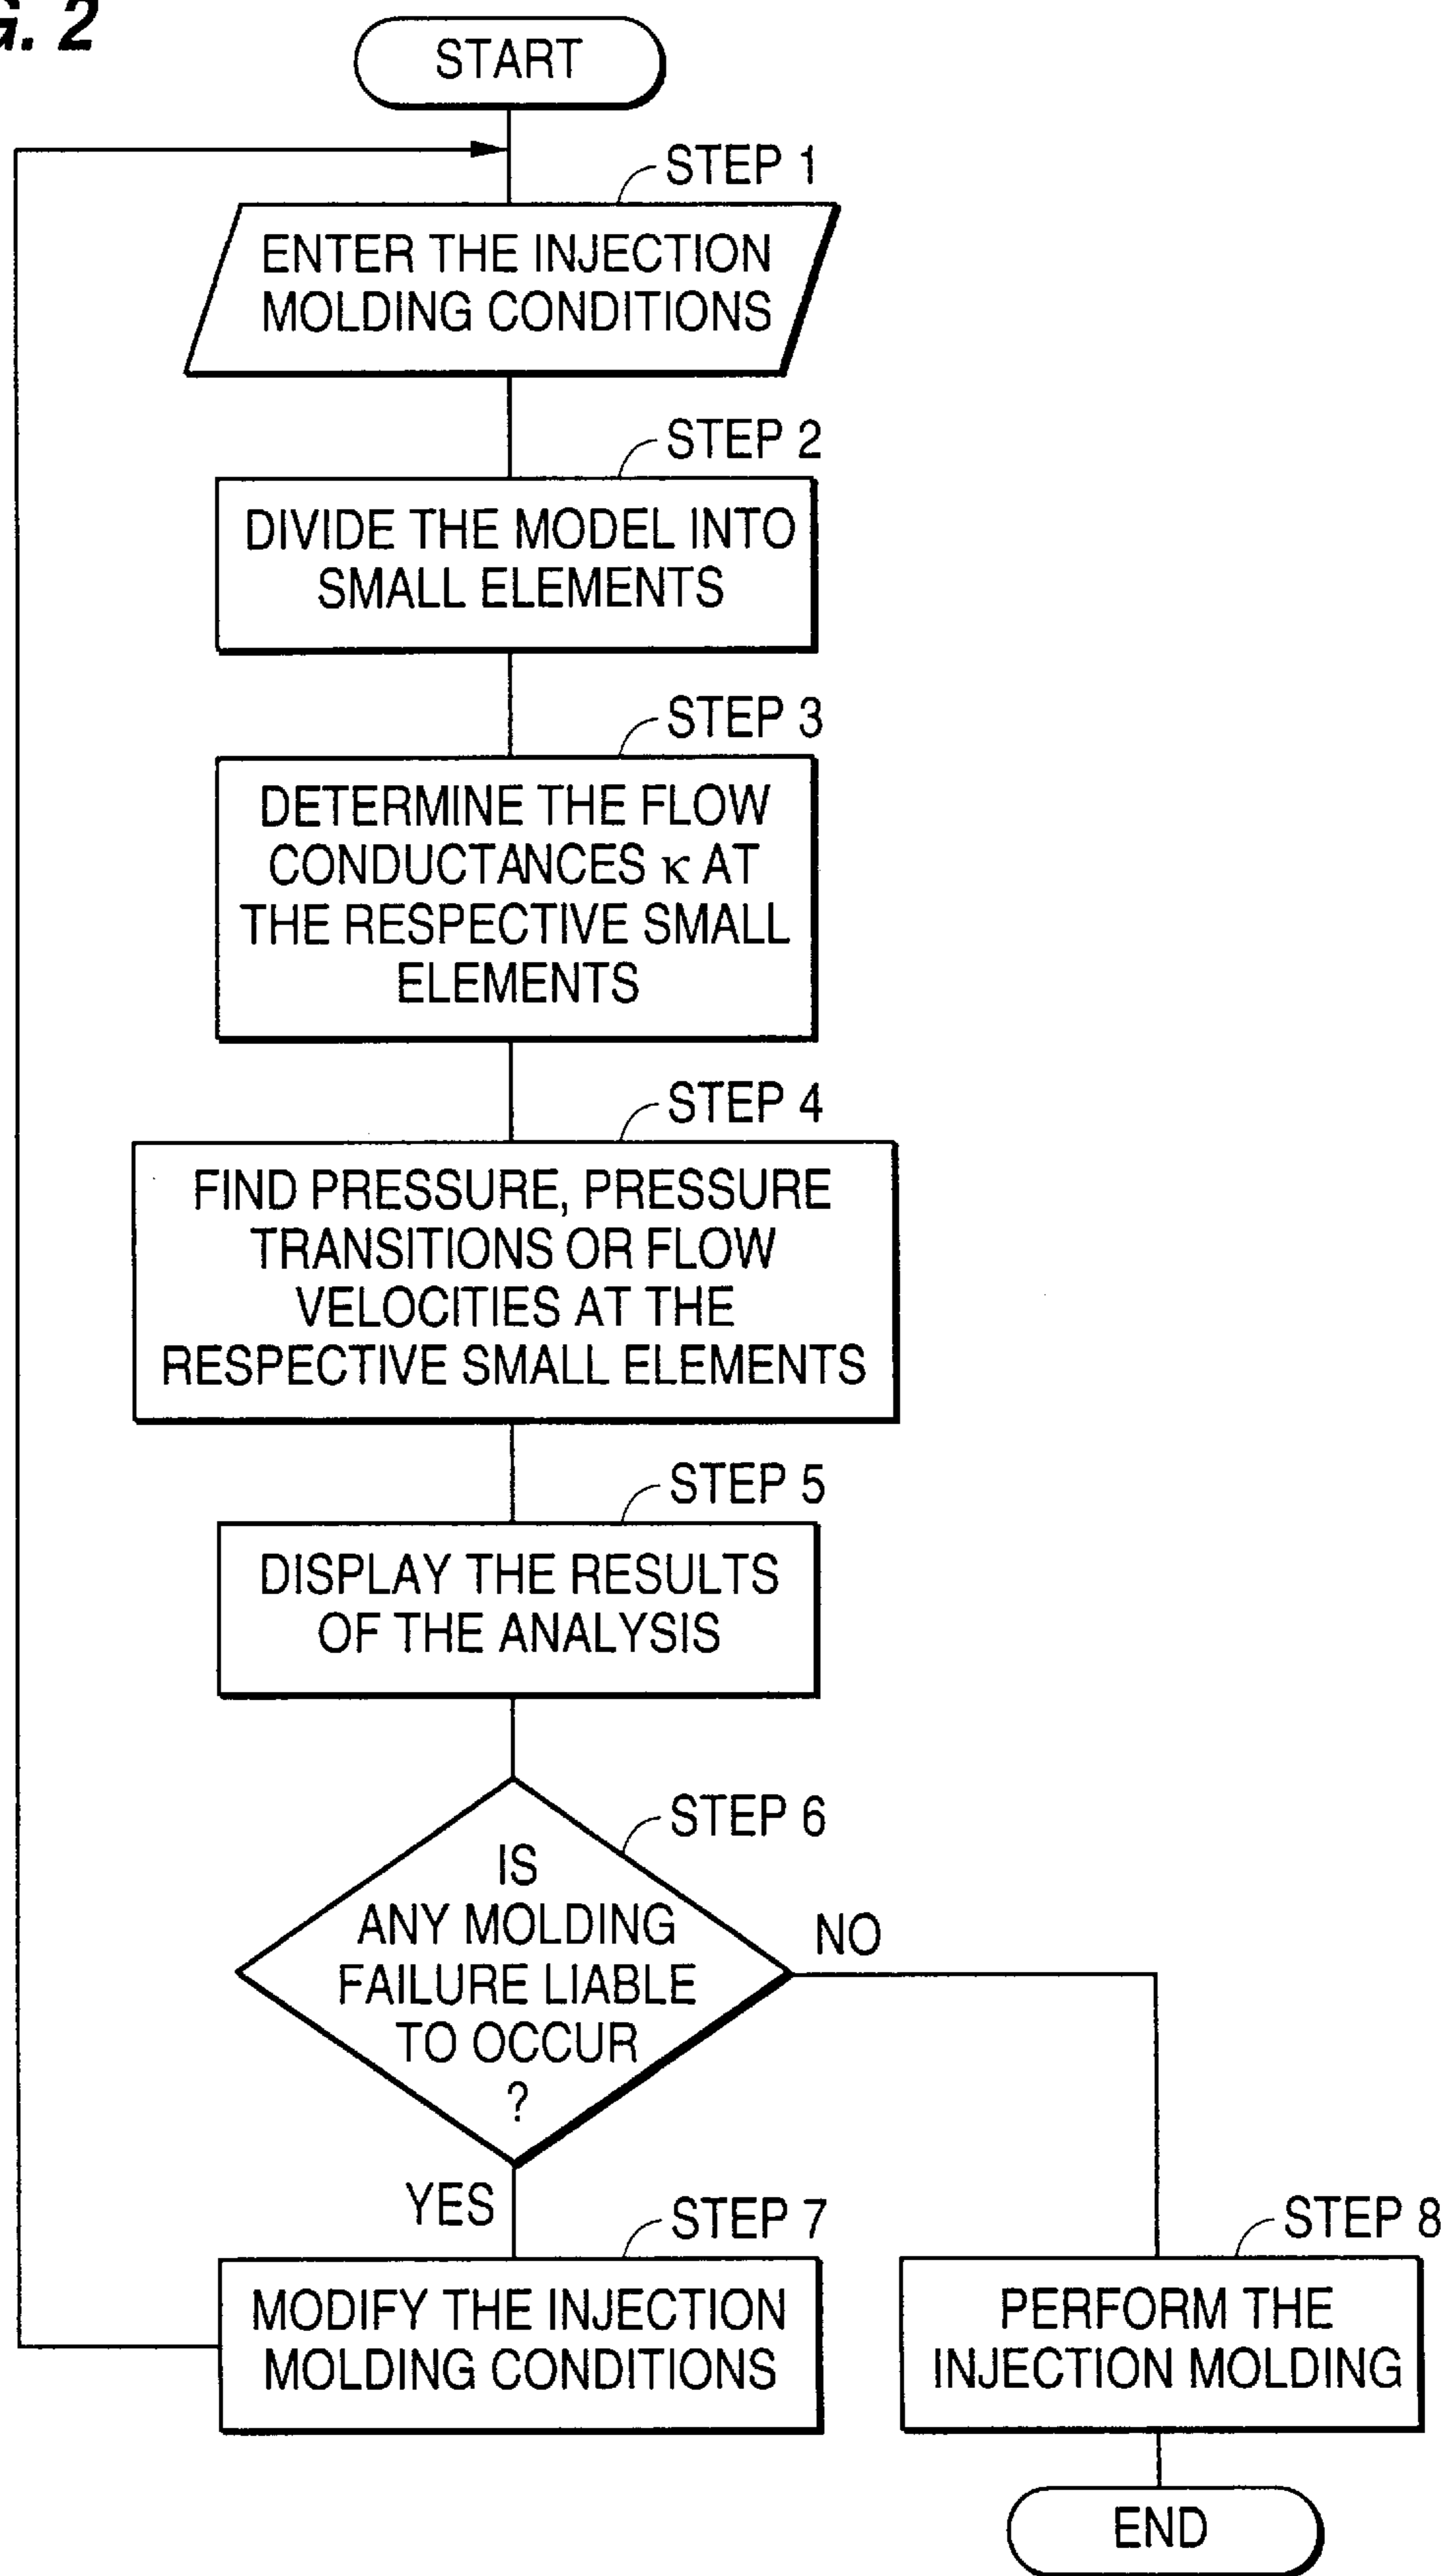 G. 2
START
STEP 1
ENTER THE INJECTION
MOLDING CONDITIONS
STEP 2
DIVIDE THE MODEL INTO
SMALL ELEMENTS
STEP 3
DETERMINE THE FLOW
CONDUCTANCES κ AT
THE RESPECTIVE SMALL
ELEMENTS
STEP 4
FIND PRESSURE, PRESSURE
TRANSITIONS OR FLOW
VELOCITIES AT THE
RESPECTIVE SMALL ELEMENTS
STEP 5
DISPLAY THE RESULTS
OF THE ANALYSIS
STEP 6
IS
ANY MOLDING
FAILURE LIABLE
TO OCCUR
?
NO
YES
STEP 7
MODIFY THE INJECTION
MOLDING CONDITIONS
STEP 8
PERFORM THE
INJECTION MOLDING
END